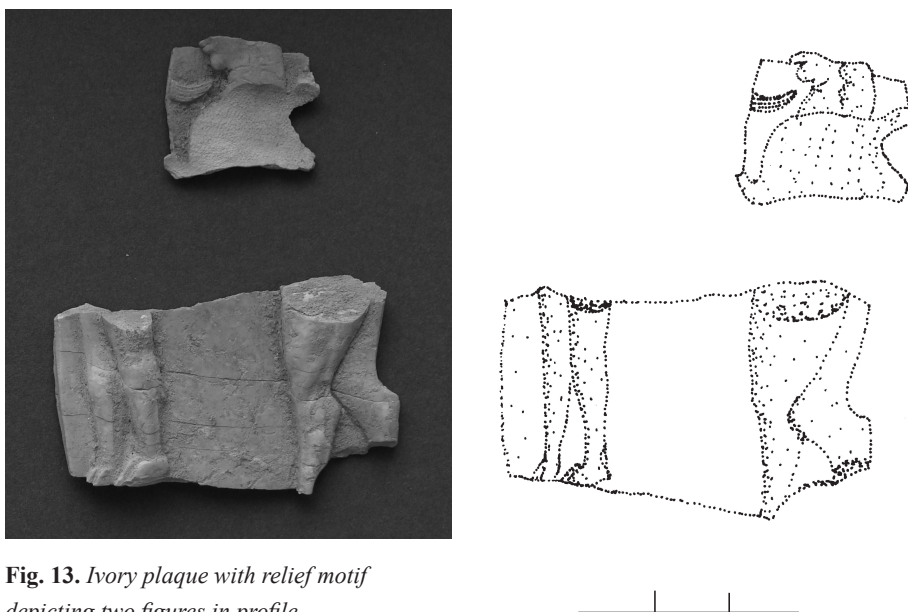 Fig. 13. Ivory plaque with relief motif
depicting two figures in profile